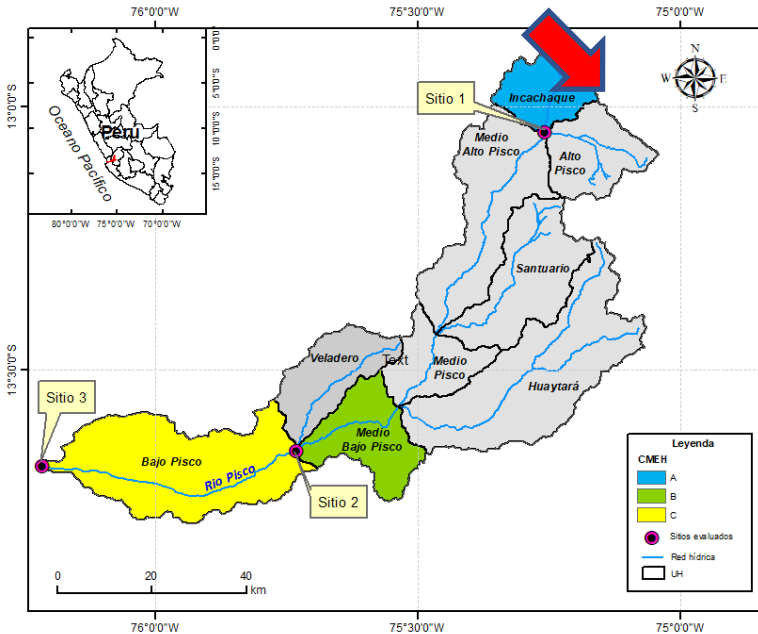 76°0'0"W 75°30'0"W 75°0'0"W
13°00'S
13°30'S
0°0'0"
5°0'0"S
10°0'0"S
15°0'0"S
Oceano Pacífico
Peru
80°0'0"W 75°0'0"W 70°0'0"W
N
W E
S
Sitio 1
Incachaque
Medio
Alto Pisco
Alto
Pisco
Santuario
Veladero
Text
Medio
Pisco
Huaytará
Sitio 3
Medio
Bajo Pisco
Bajo Pisco
Rio Pisco
Sitio 2
Leyenda
CMEH
A
B
C
Sitios evaluados
Red hídrica
UH
0 20 40
km
76°0'0"W 75°30'0"W 75°0'0"W